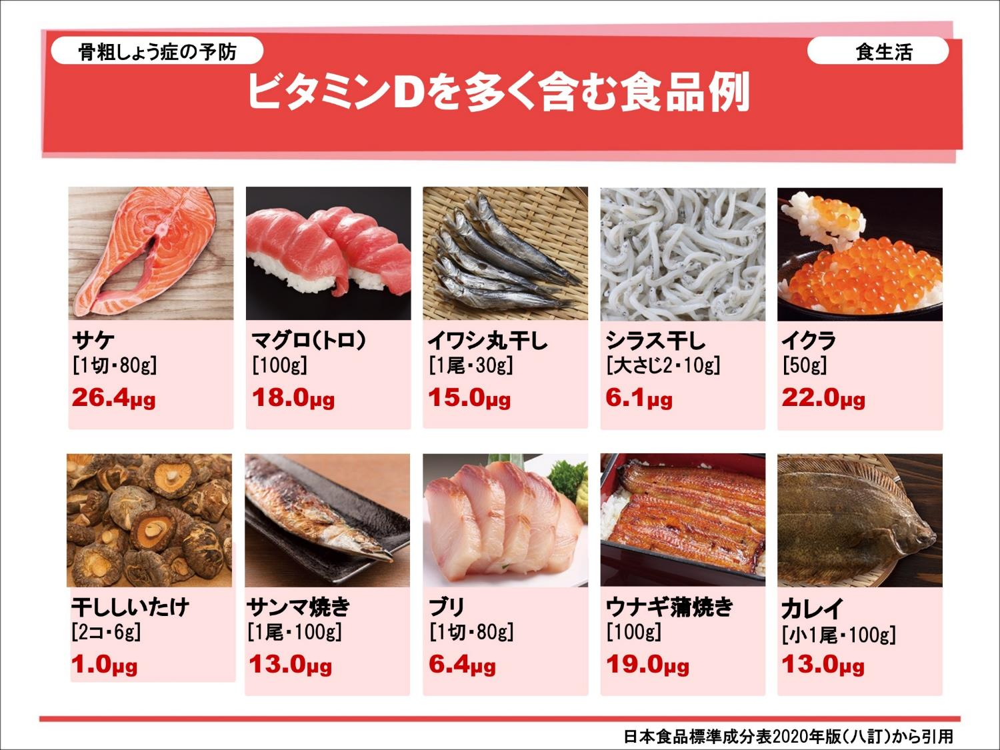 骨粗しょう症の予防
食生活
ビタミンDを多く含む食品例
サケ
[1切・80g]
26.4μg
マグロ(トロ)
[100g]
18.0μg
イワシ丸干し
[1尾・30g]
15.0μg
シラス干し
[大さじ2・10g]
6.1μg
イクラ
[50g]
22.0μg
干ししいたけ
[2コ・6g]
1.0μg
サンマ焼き
[1尾・100g]
13.0μg
ブリ
[1切・80g]
6.4μg
ウナギ蒲焼き
[100g]
19.0μg
カレイ
[小1尾・100g]
13.0μg
日本食品標準成分表2020年版(八訂)から引用